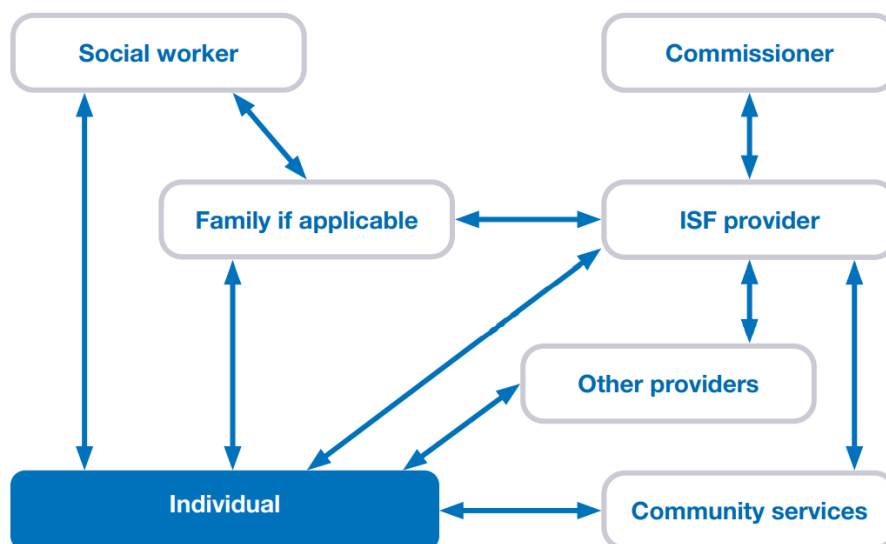 Social worker
Commissioner
Family if applicable
ISF provider
Other providers
Individual
Community services